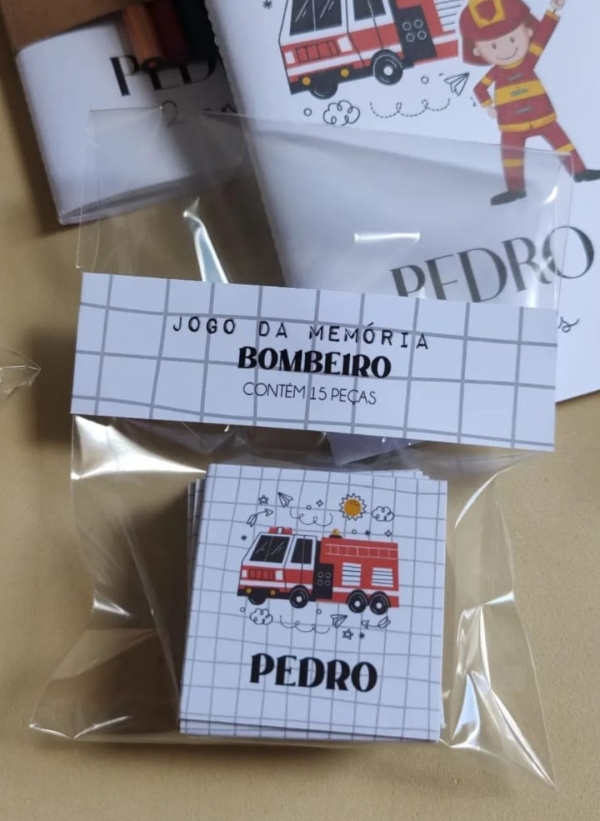 PEDRO
JOGO DA MEMÓRIA
BOMBEIRO
CONTÉM 15 PEÇAS
PEDRO